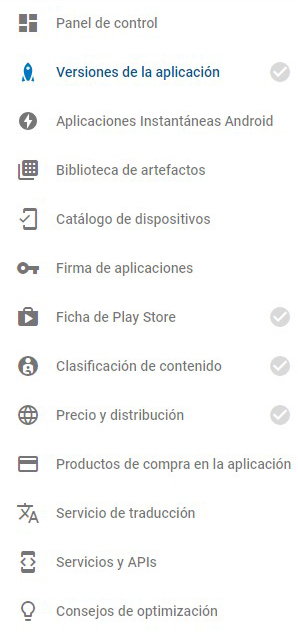 Panel de control
Versiones de la aplicación
Aplicaciones Instantáneas Android
Biblioteca de artefactos
Catálogo de dispositivos
Firma de aplicaciones
Ficha de Play Store
Clasificación de contenido
Precio y distribución
Productos de compra en la aplicación
Servicio de traducción
Servicios y APIs
Consejos de optimización